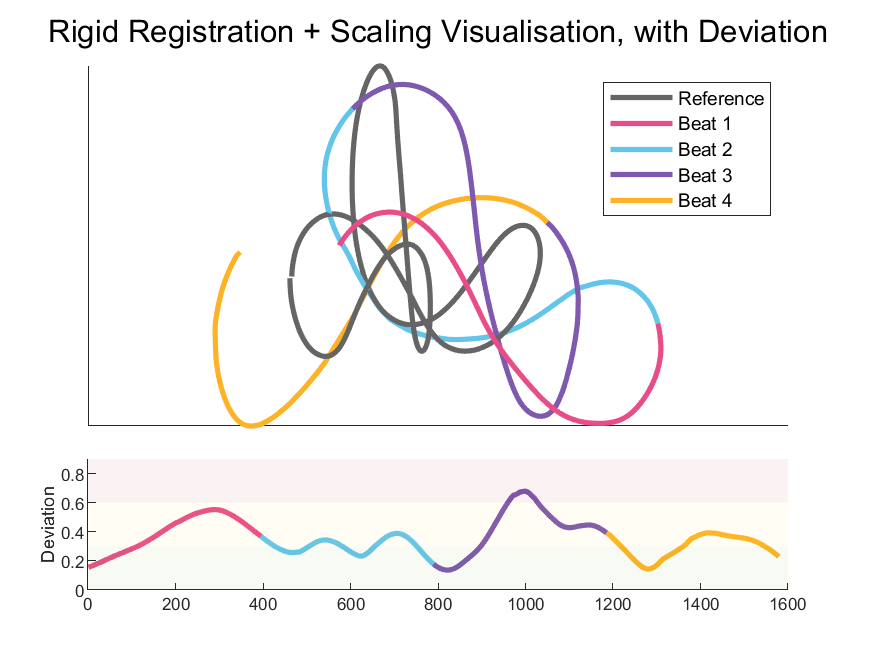 Rigid Registration + Scaling Visualisation, with Deviation
Reference
Beat 1
Beat 2
Beat 3
Beat 4
Deviation
0.8
0.6
0.4
0.2
0
0 200 400 600 800 1000 1200 1400 1600